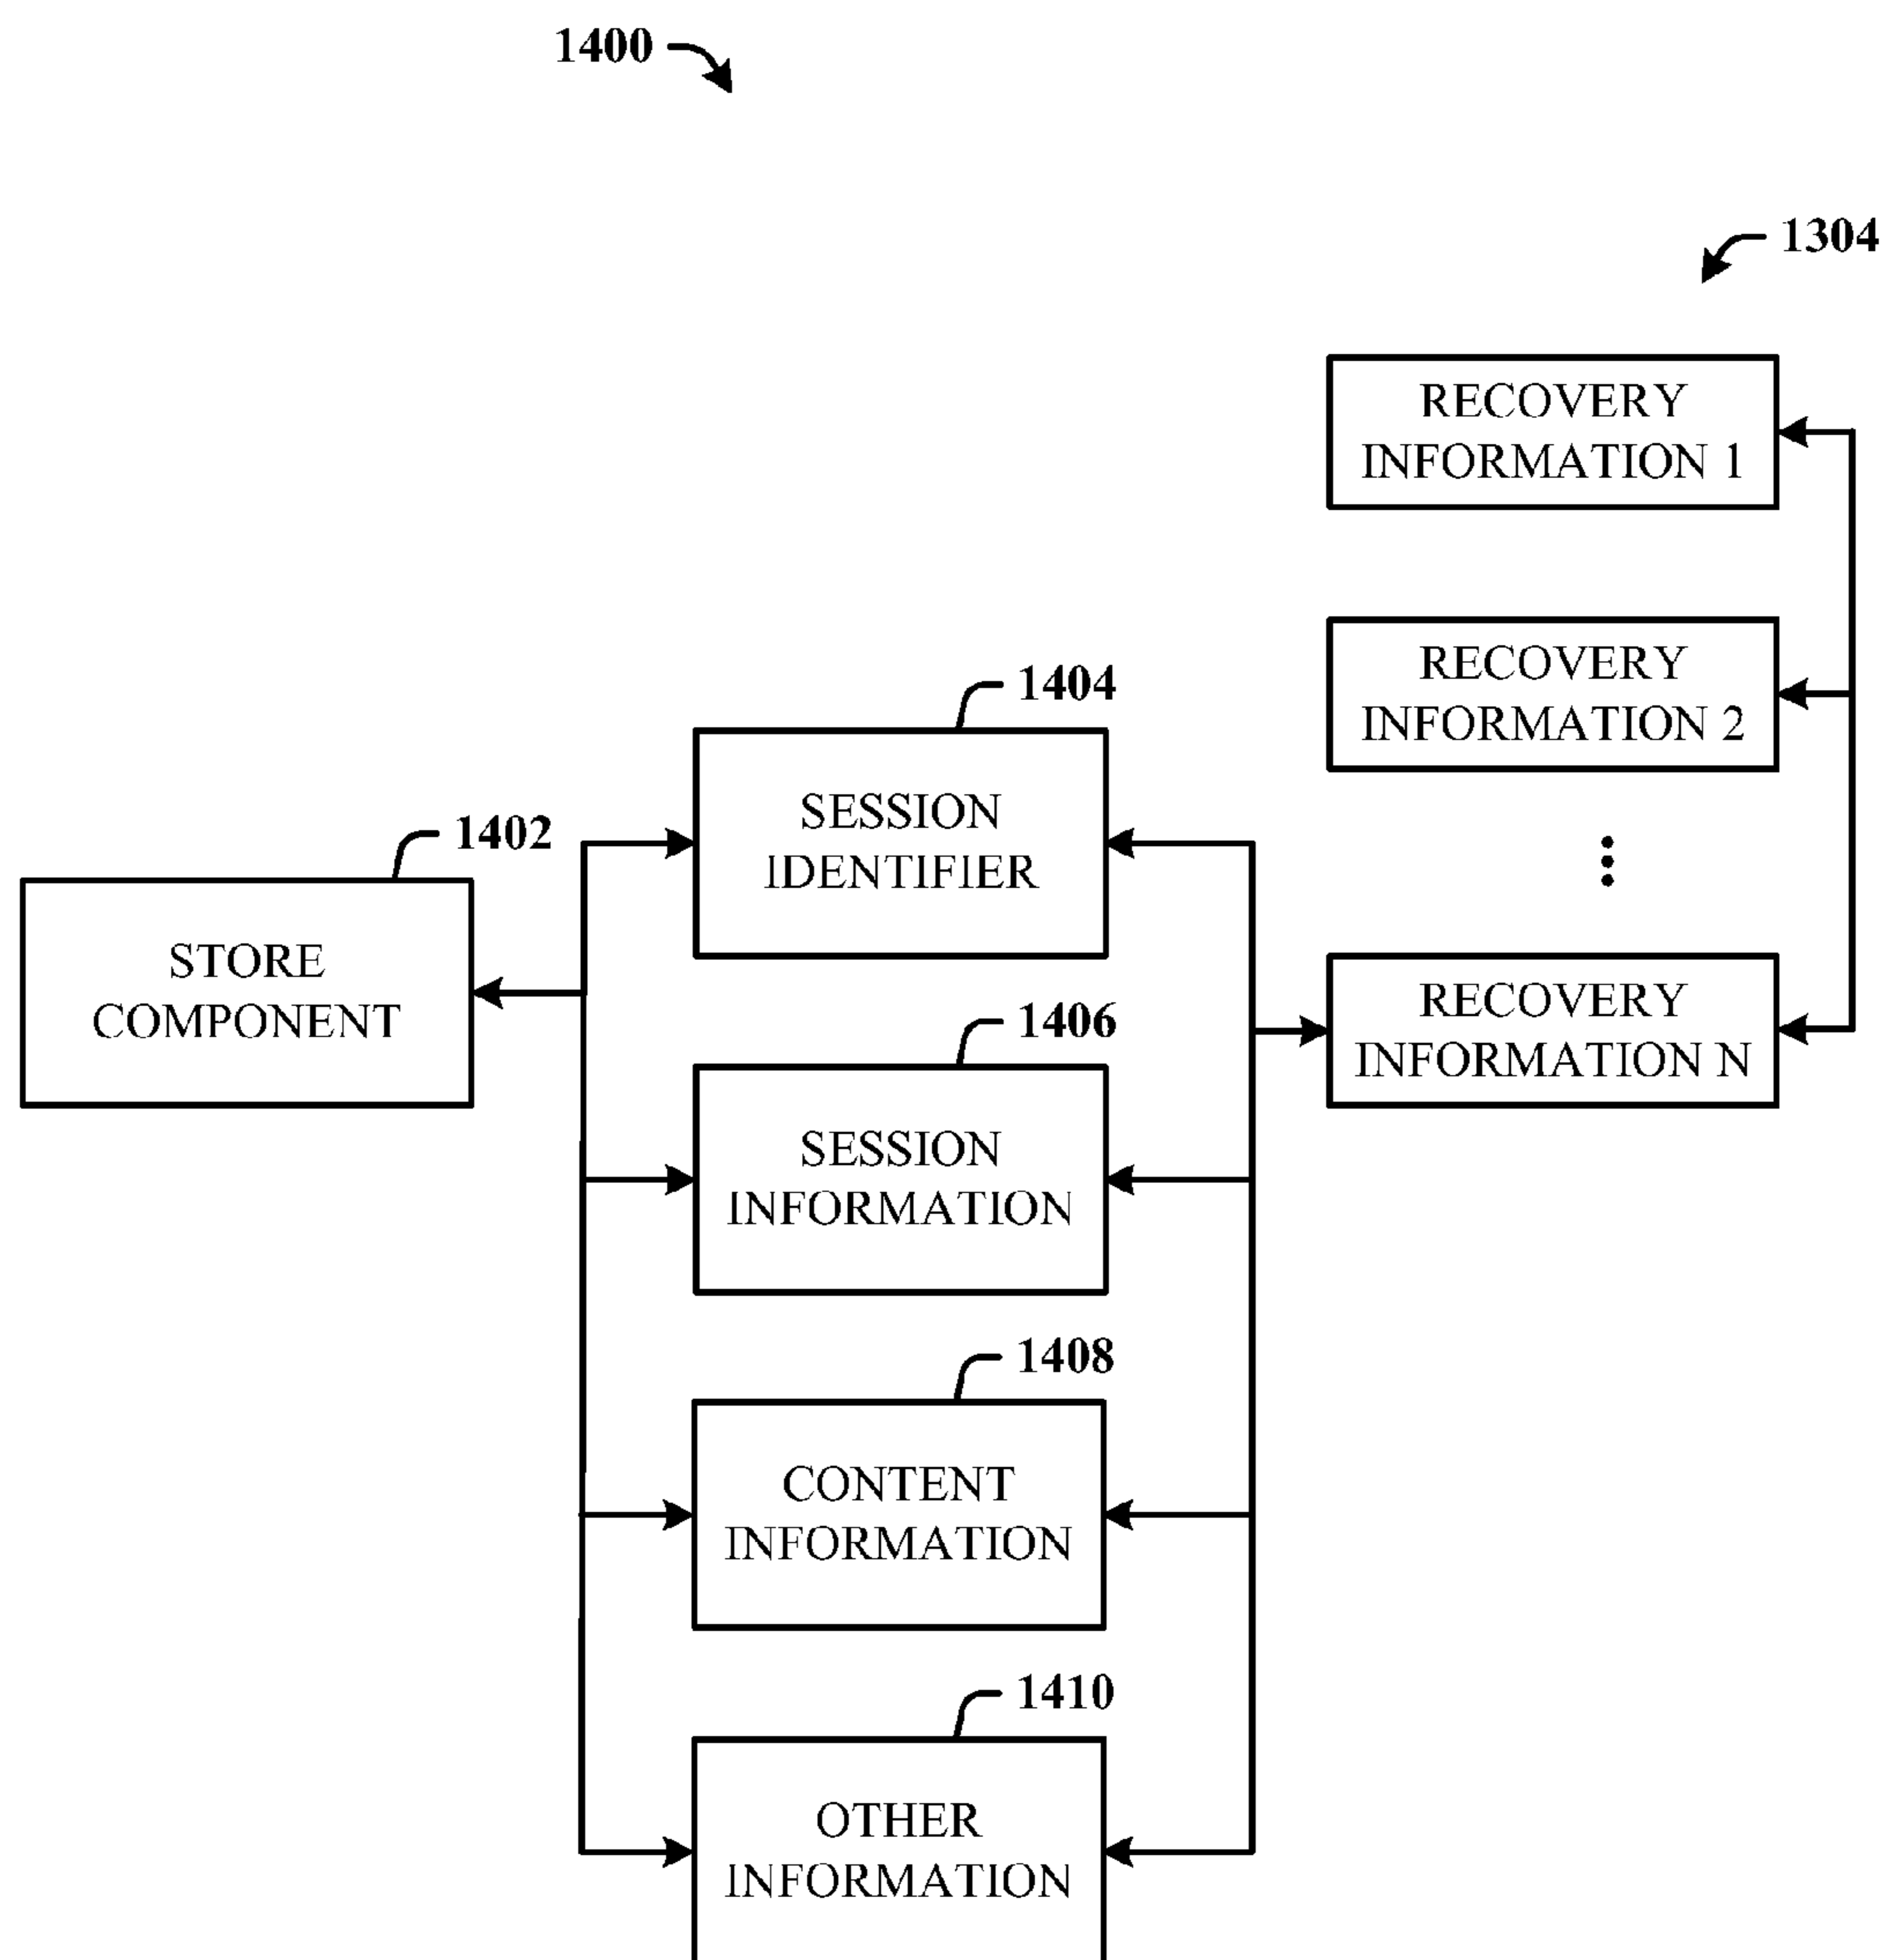 1400
1304
RECOVERY
INFORMATION 1
RECOVERY
INFORMATION 2
1404
SESSION
IDENTIFIER
1402
STORE
COMPONENT
RECOVERY
INFORMATION N
1406
SESSION
INFORMATION
1408
CONTENT
INFORMATION
1410
OTHER
INFORMATION